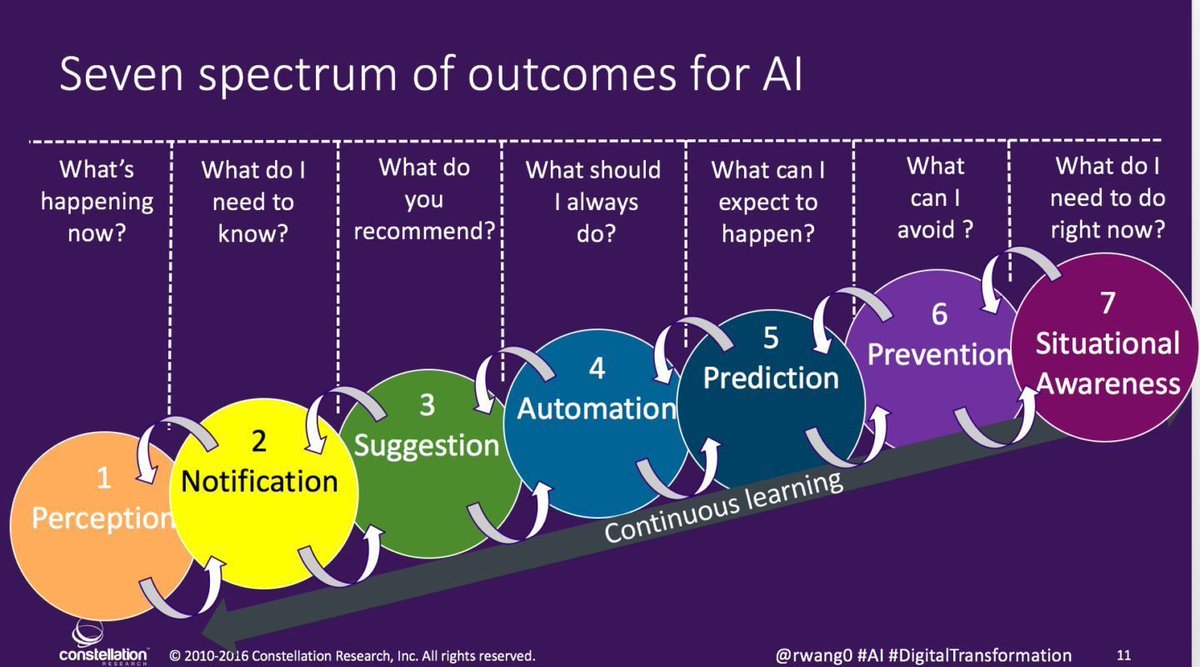 Seven spectrum of outcomes for AI
What's
happening
now?
What do I
need to
know?
What do
you
recommend?
What should
I always
do?
What can I
expect to
happen?
What
can I
avoid ?
What do I
need to do
right now?
1
Perception
2
Notification
3
Suggestion
4
Automation
5
Prediction
6
Prevention
7
Situational
Awareness
Continuous learning
constellation
RESEARCH
© 2010-2016 Constellation Research, Inc. All rights reserved.
@rwang0 #AI #DigitalTransformation
11